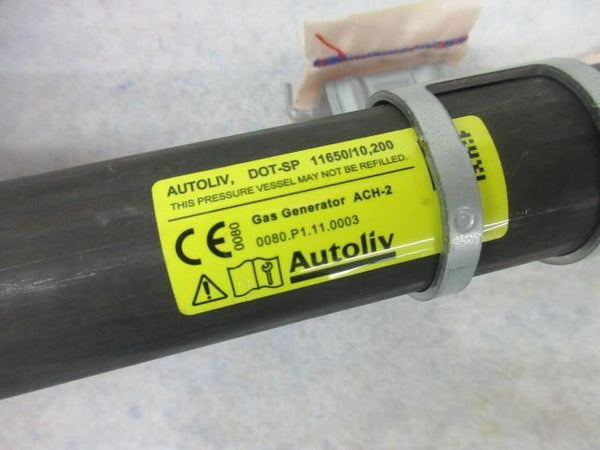 AUTOLIV, DOT-SP 11650/10,200
THIS PRESSURE VESSEL MAY NOT BE REFILLED.
CE 0080
Gas Generator ACH-2
0080.P1.11.0003
Autoliv